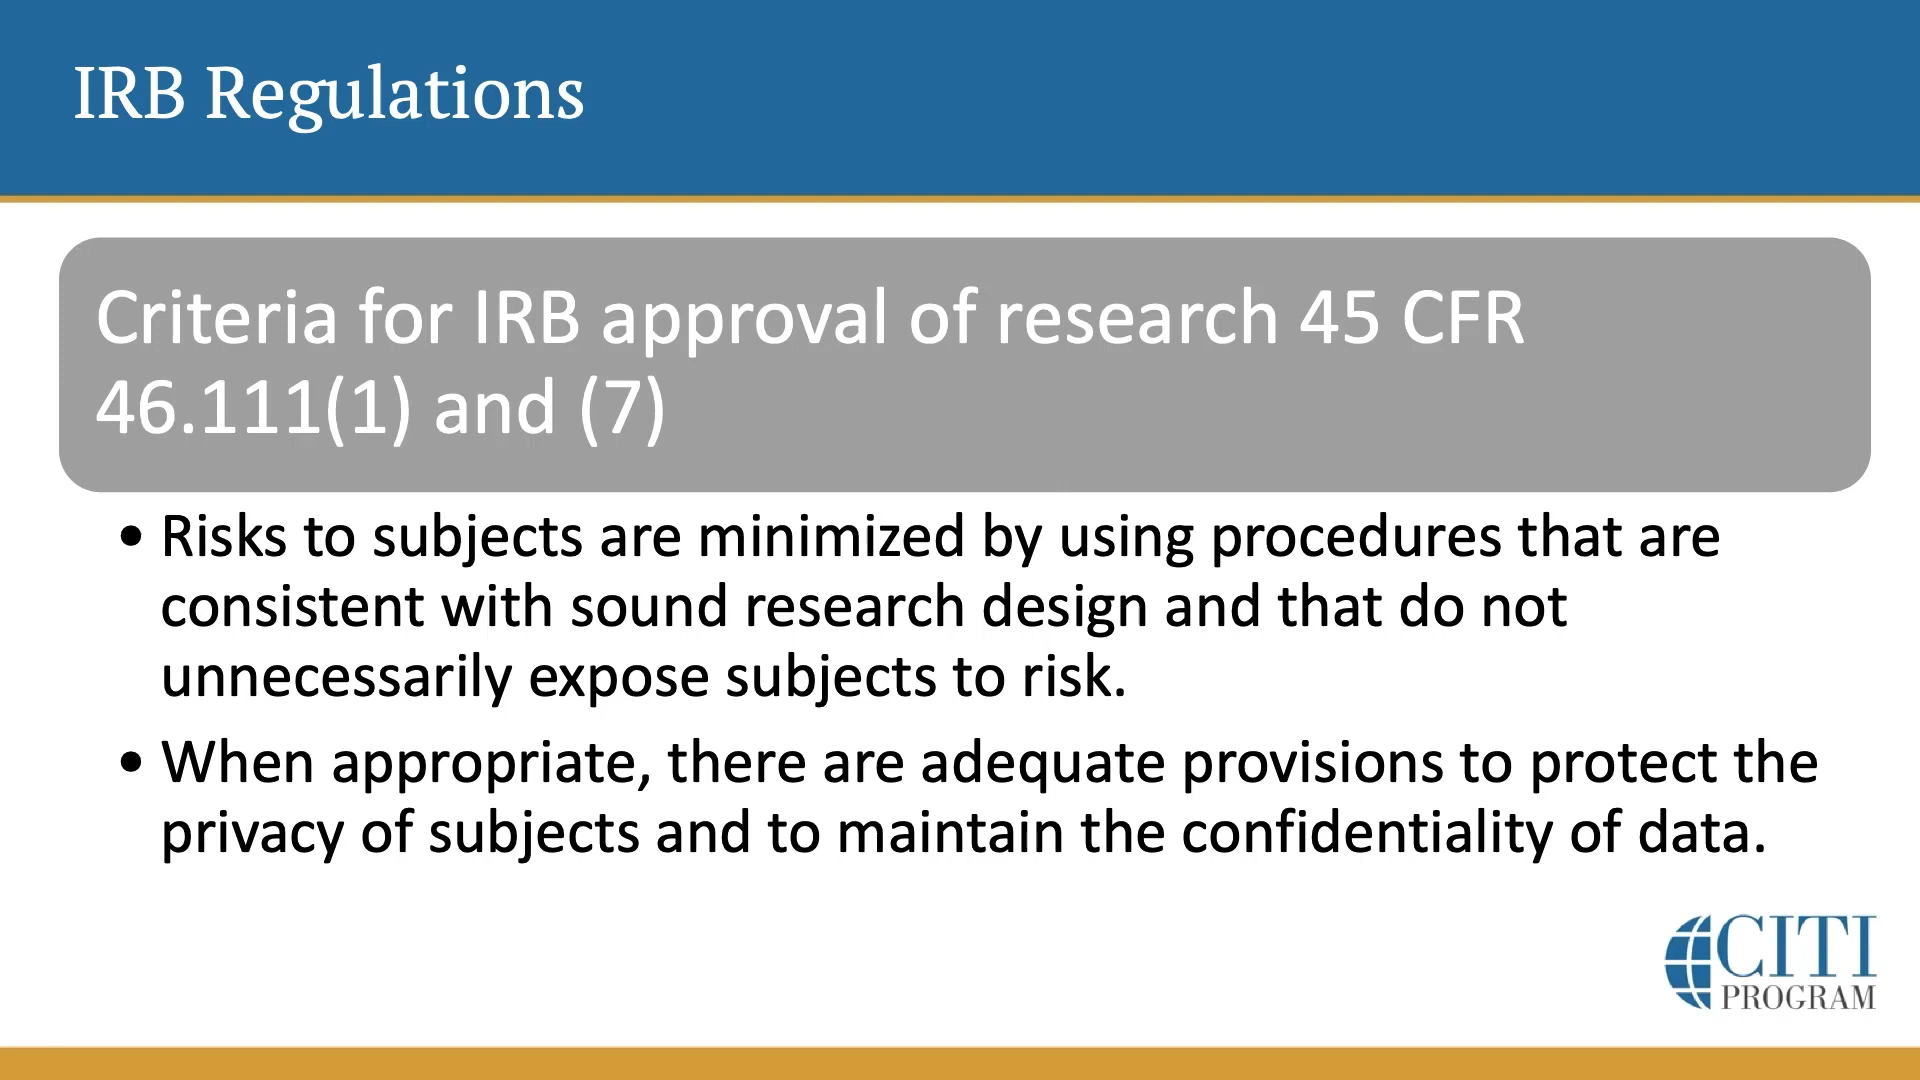 IRB Regulations
Criteria for IRB approval of research 45 CFR
46.111(1) and (7)
• Risks to subjects are minimized by using procedures that are
consistent with sound research design and that do not
unnecessarily expose subjects to risk.
• When appropriate, there are adequate provisions to protect the
privacy of subjects and to maintain the confidentiality of data.
CITI
PROGRAM